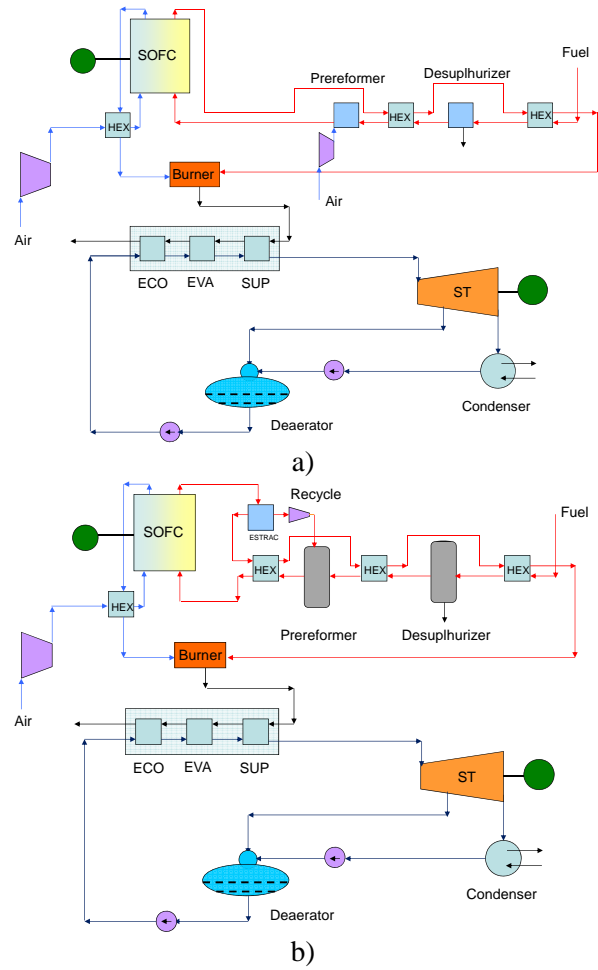 SOFC
Prereformer
Desuplhurizer
Fuel
HEX
HEX
HEX
Burner
Air
Air
ECO
EVA
SUP
ST
Condenser
Deaerator
a)
Recycle
SOFC
ESTRAC
Fuel
HEX
HEX
HEX
HEX
Prereformer
Desuplhurizer
Burner
Air
ECO
EVA
SUP
ST
Condenser
Deaerator
b)